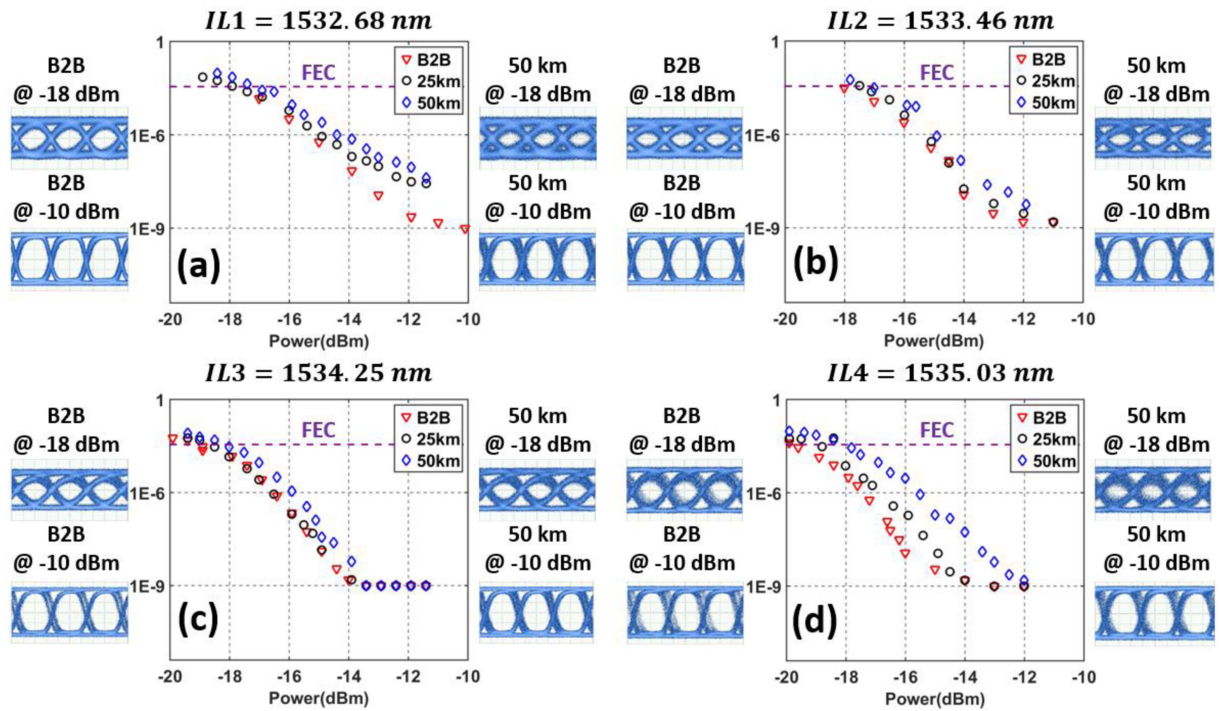 IL1 = 1532.68 nm
B2B
@ -18 dBm
B2B
@ -10 dBm
1
1E-6
1E-9
FEC
B2B
25km
50km
(a)
-20 -18 -16 -14 -12 -10
Power(dBm)
50 km
@ -18 dBm
50 km
@ -10 dBm
IL2 = 1533.46 nm
B2B
@ -18 dBm
B2B
@ -10 dBm
1
1E-6
1E-9
FEC
B2B
25km
50km
(b)
-20 -18 -16 -14 -12 -10
Power(dBm)
50 km
@ -18 dBm
50 km
@ -10 dBm
IL3 = 1534.25 nm
B2B
@ -18 dBm
B2B
@ -10 dBm
1
1E-6
1E-9
FEC
B2B
25km
50km
(c)
-20 -18 -16 -14 -12 -10
Power(dBm)
50 km
@ -18 dBm
50 km
@ -10 dBm
IL4 = 1535.03 nm
B2B
@ -18 dBm
B2B
@ -10 dBm
1
1E-6
1E-9
FEC
B2B
25km
50km
(d)
-20 -18 -16 -14 -12 -10
Power(dBm)
50 km
@ -18 dBm
50 km
@ -10 dBm